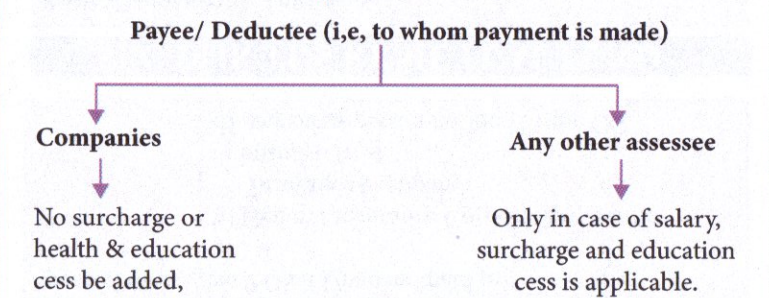 Payee/ Deductee (i,e, to whom payment is made)
Companies
Any other assessee
No surcharge or
health & education
cess be added,
Only in case of salary,
surcharge and education
cess is applicable.